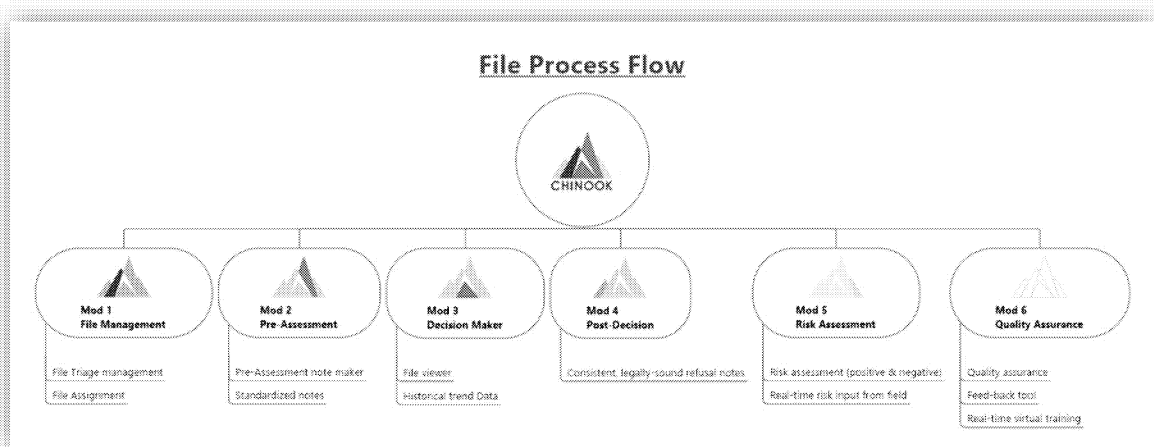 File Process Flow
CHINOOK
Mod 1
File Management
File Triage management
File Assignment
Mod 2
Pre-Assessment
Pre-Assessment note maker
Standardized notes
Mod 3
Decision Maker
File viewer
Historical trend Data
Mod 4
Post-Decision
Consistent, legally-sound refusal notes
Mod 5
Risk Assessment
Risk assessment (positive & negative)
Real-time risk input from field
Mod 6
Quality Assurance
Quality assurance
Feed-back tool
Real-time virtual training